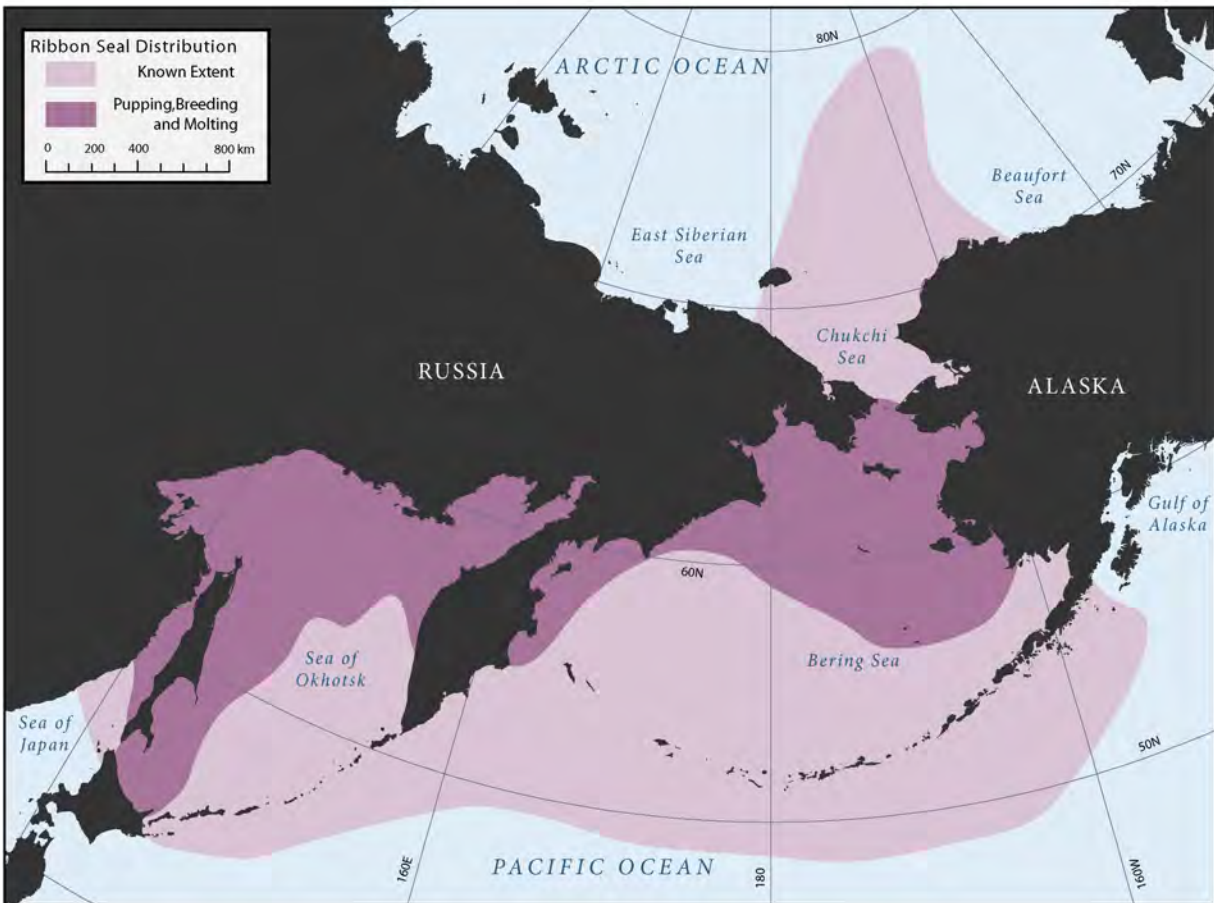 Ribbon Seal Distribution
Known Extent
Pupping,Breeding
and Molting
0 200 400 800 km
ARCTIC OCEAN
80N
Beaufort
Sea
70N
East Siberian
Sea
Chukchi
Sea
RUSSIA
ALASKA
Gulf of
Alaska
60N
Sea of
Okhotsk
Bering Sea
Sea of
Japan
50N
PACIFIC OCEAN
160E
180
160W